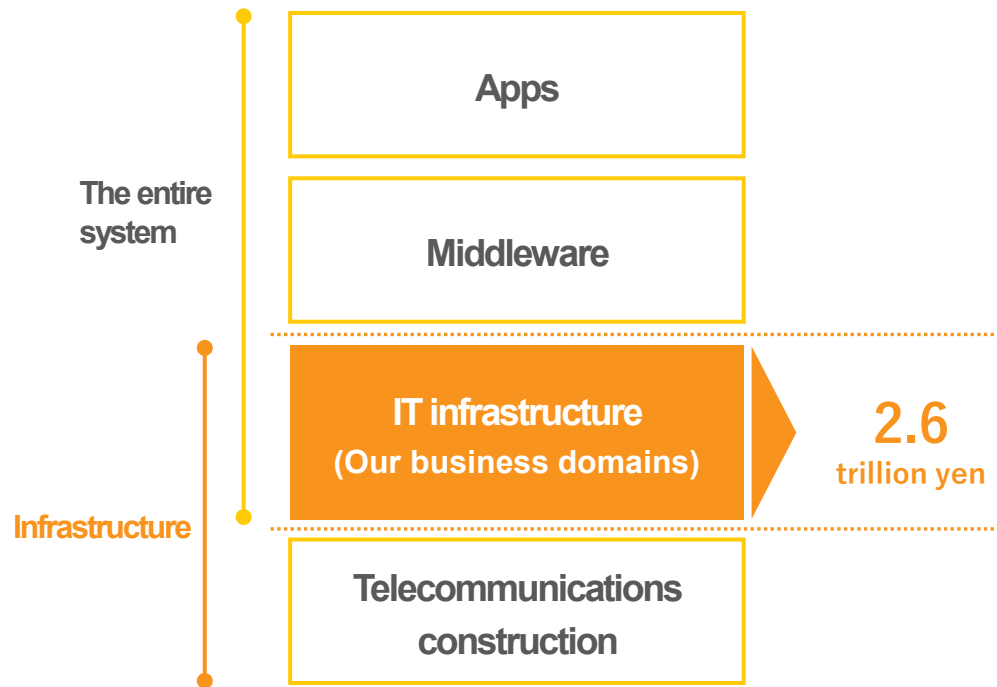 Apps
The entire
system
Middleware
IT infrastructure
(Our business domains)
2.6
trillion yen
Infrastructure
Telecommunications
construction